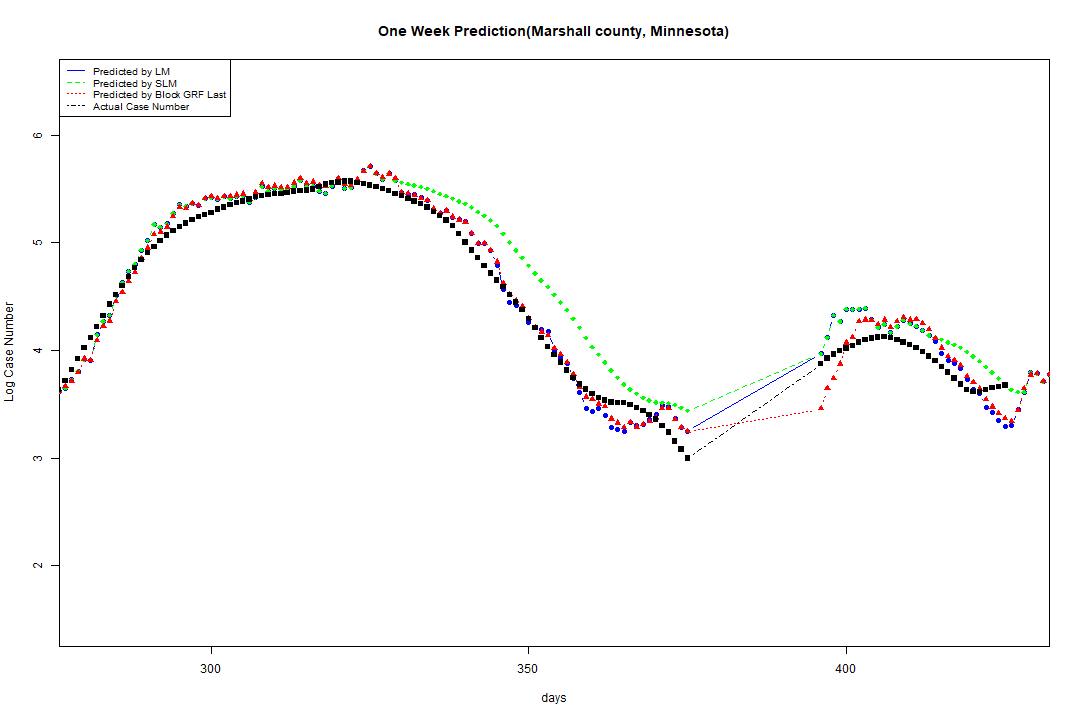 One Week Prediction(Marshall county, Minnesota)
Predicted by LM
Predicted by SLM
Predicted by Block GRF Last
Actual Case Number
6
5
4
3
2
Log Case Number
300
350
400
days